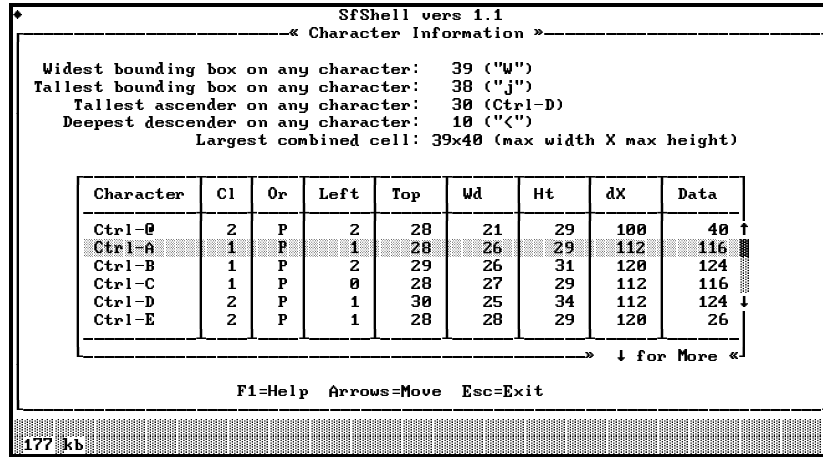 SfShell vers 1.1
« Character Information »
Widest bounding box on any character: 39 ("W")
Tallest bounding box on any character: 38 ("j")
Tallest ascender on any character: 30 (Ctrl-D)
Deepest descender on any character: 10 ("<")
Largest combined cell: 39x40 (max width X max height)
Character Cl Or Left Top Wd Ht dX Data
Ctrl-@ 2 P 2 28 21 29 100 40 ↑
Ctrl-A 1 P 1 28 26 29 112 116
Ctrl-B 1 P 2 29 26 31 120 124
Ctrl-C 1 P 0 28 27 29 112 116
Ctrl-D 2 P 1 30 25 34 112 124 ↓
Ctrl-E 2 P 1 28 28 29 120 26
» ↓ for More «
F1=Help Arrows=Move Esc=Exit
177 kb